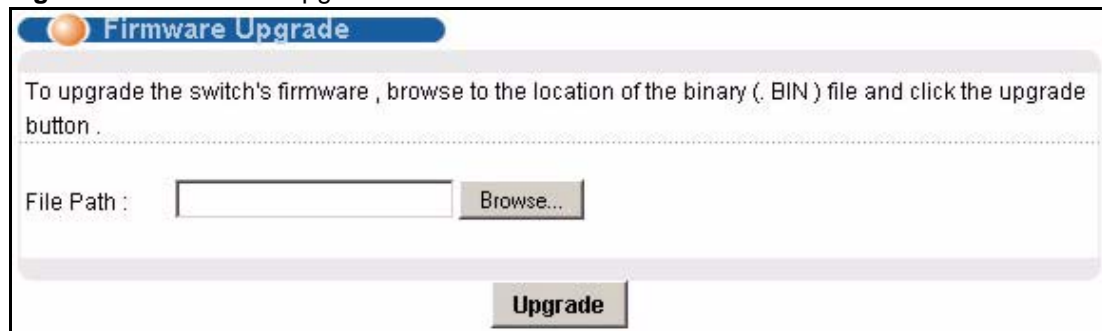 Firmware Upgrade
To upgrade the switch's firmware , browse to the location of the binary (. BIN ) file and click the upgrade
button .
File Path :
Browse...
Upgrade